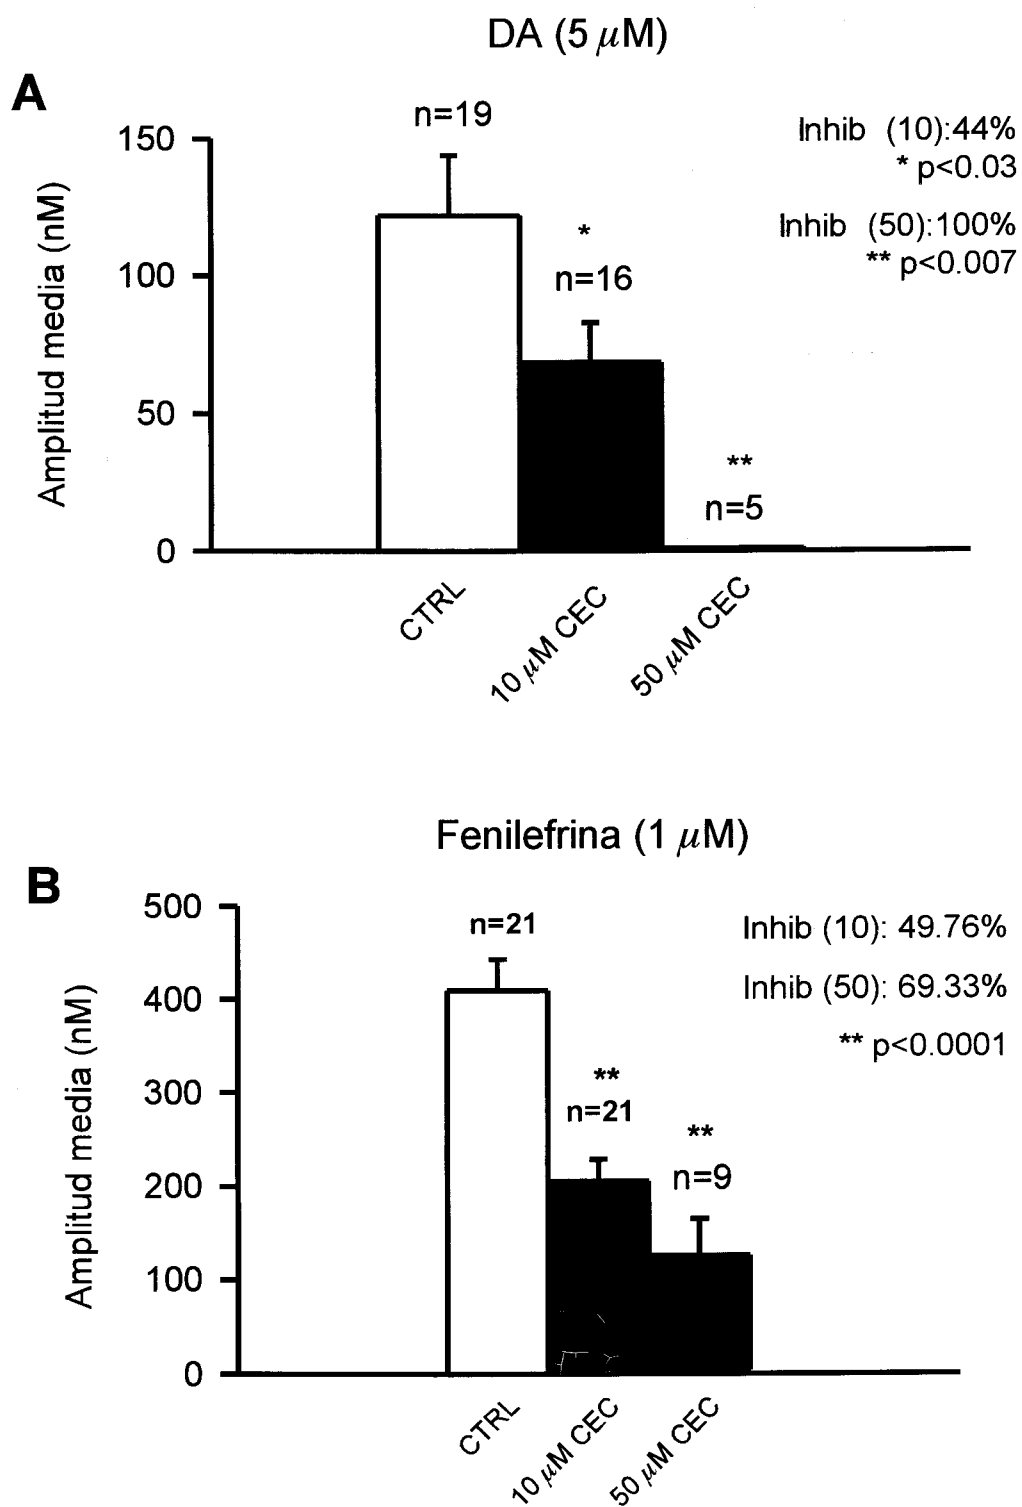 DA (5 μM)
A
n=19
Inhib (10):44%
* p<0.03
Inhib (50):100%
** p<0.007
Amplitud media (nM)
150
100
50
0
*
n=16
**
n=5
CTRL
10 μM CEC
50 μM CEC
Fenilefrina (1 μM)
B
n=21
Inhib (10): 49.76%
Inhib (50): 69.33%
** p<0.0001
Amplitud media (nM)
500
400
300
200
100
0
**
n=21
**
n=9
CTRL
10 μM CEC
50 μM CEC